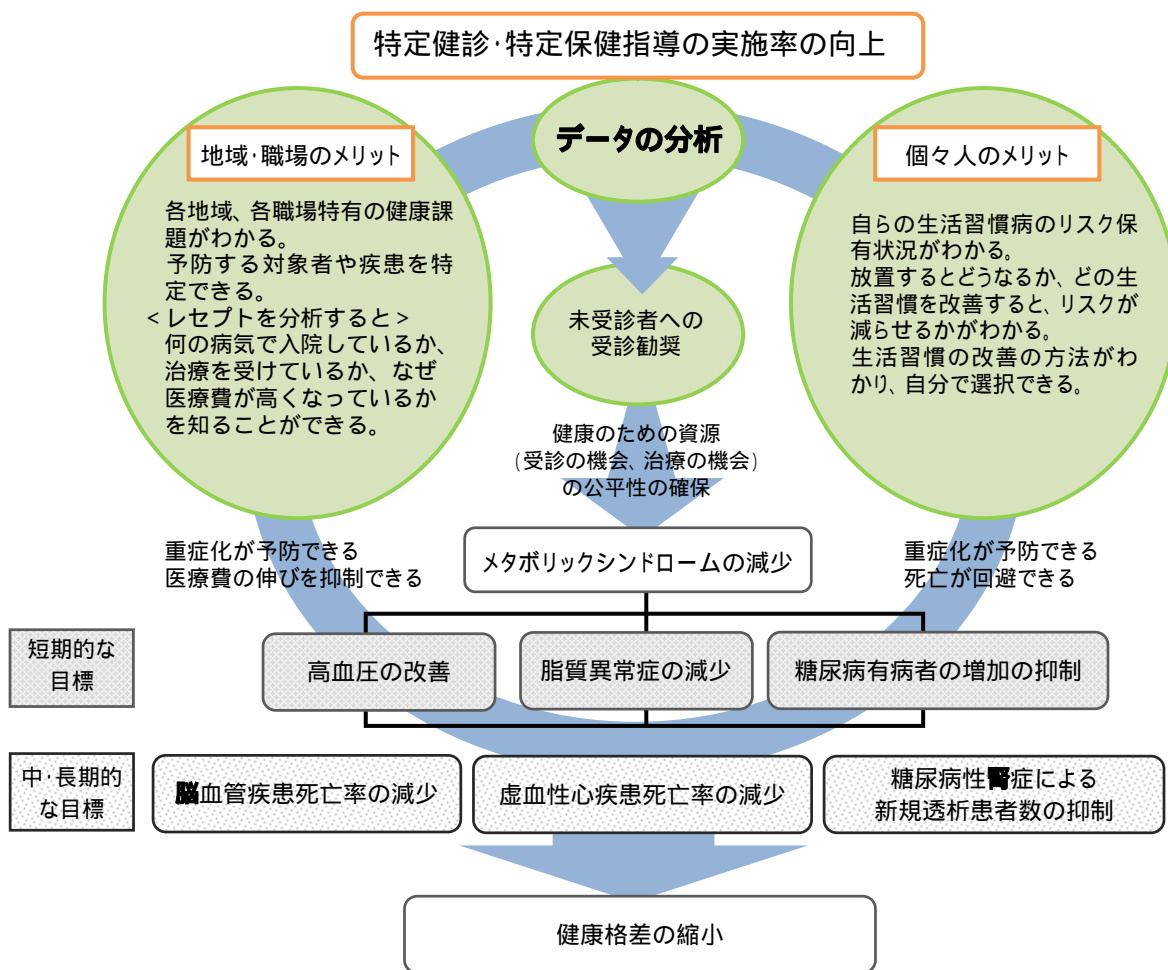 特定健診･特定保健指導の実施率の向上
データの分析
地域･職場のメリット
各地域、各職場特有の健康課
題がわかる。
予防する対象者や疾患を特
定できる。
<レセプトを分析すると>
何の病気で入院しているか、
治療を受けているか、なぜ
医療費が高くなっているか
を知ることができる。
個々人のメリット
自らの生活習慣病のリスク保
有状況がわかる。
放置するとどうなるか、どの生
活習慣を改善すると、リスクが
減らせるかがわかる。
生活習慣の改善の方法がわ
かり、自分で選択できる。
未受診者への
受診勧奨
健康のための資源
(受診の機会、治療の機会)
の公平性の確保
重症化が予防できる
医療費の伸びを抑制できる
メタボリックシンドロームの減少
重症化が予防できる
死亡が回避できる
短期的な
目標
高血圧の改善
脂質異常症の減少
糖尿病有病者の増加の抑制
中･長期的
な目標
脳血管疾患死亡率の減少
虚血性心疾患死亡率の減少
糖尿病性腎症による
新規透析患者数の抑制
健康格差の縮小